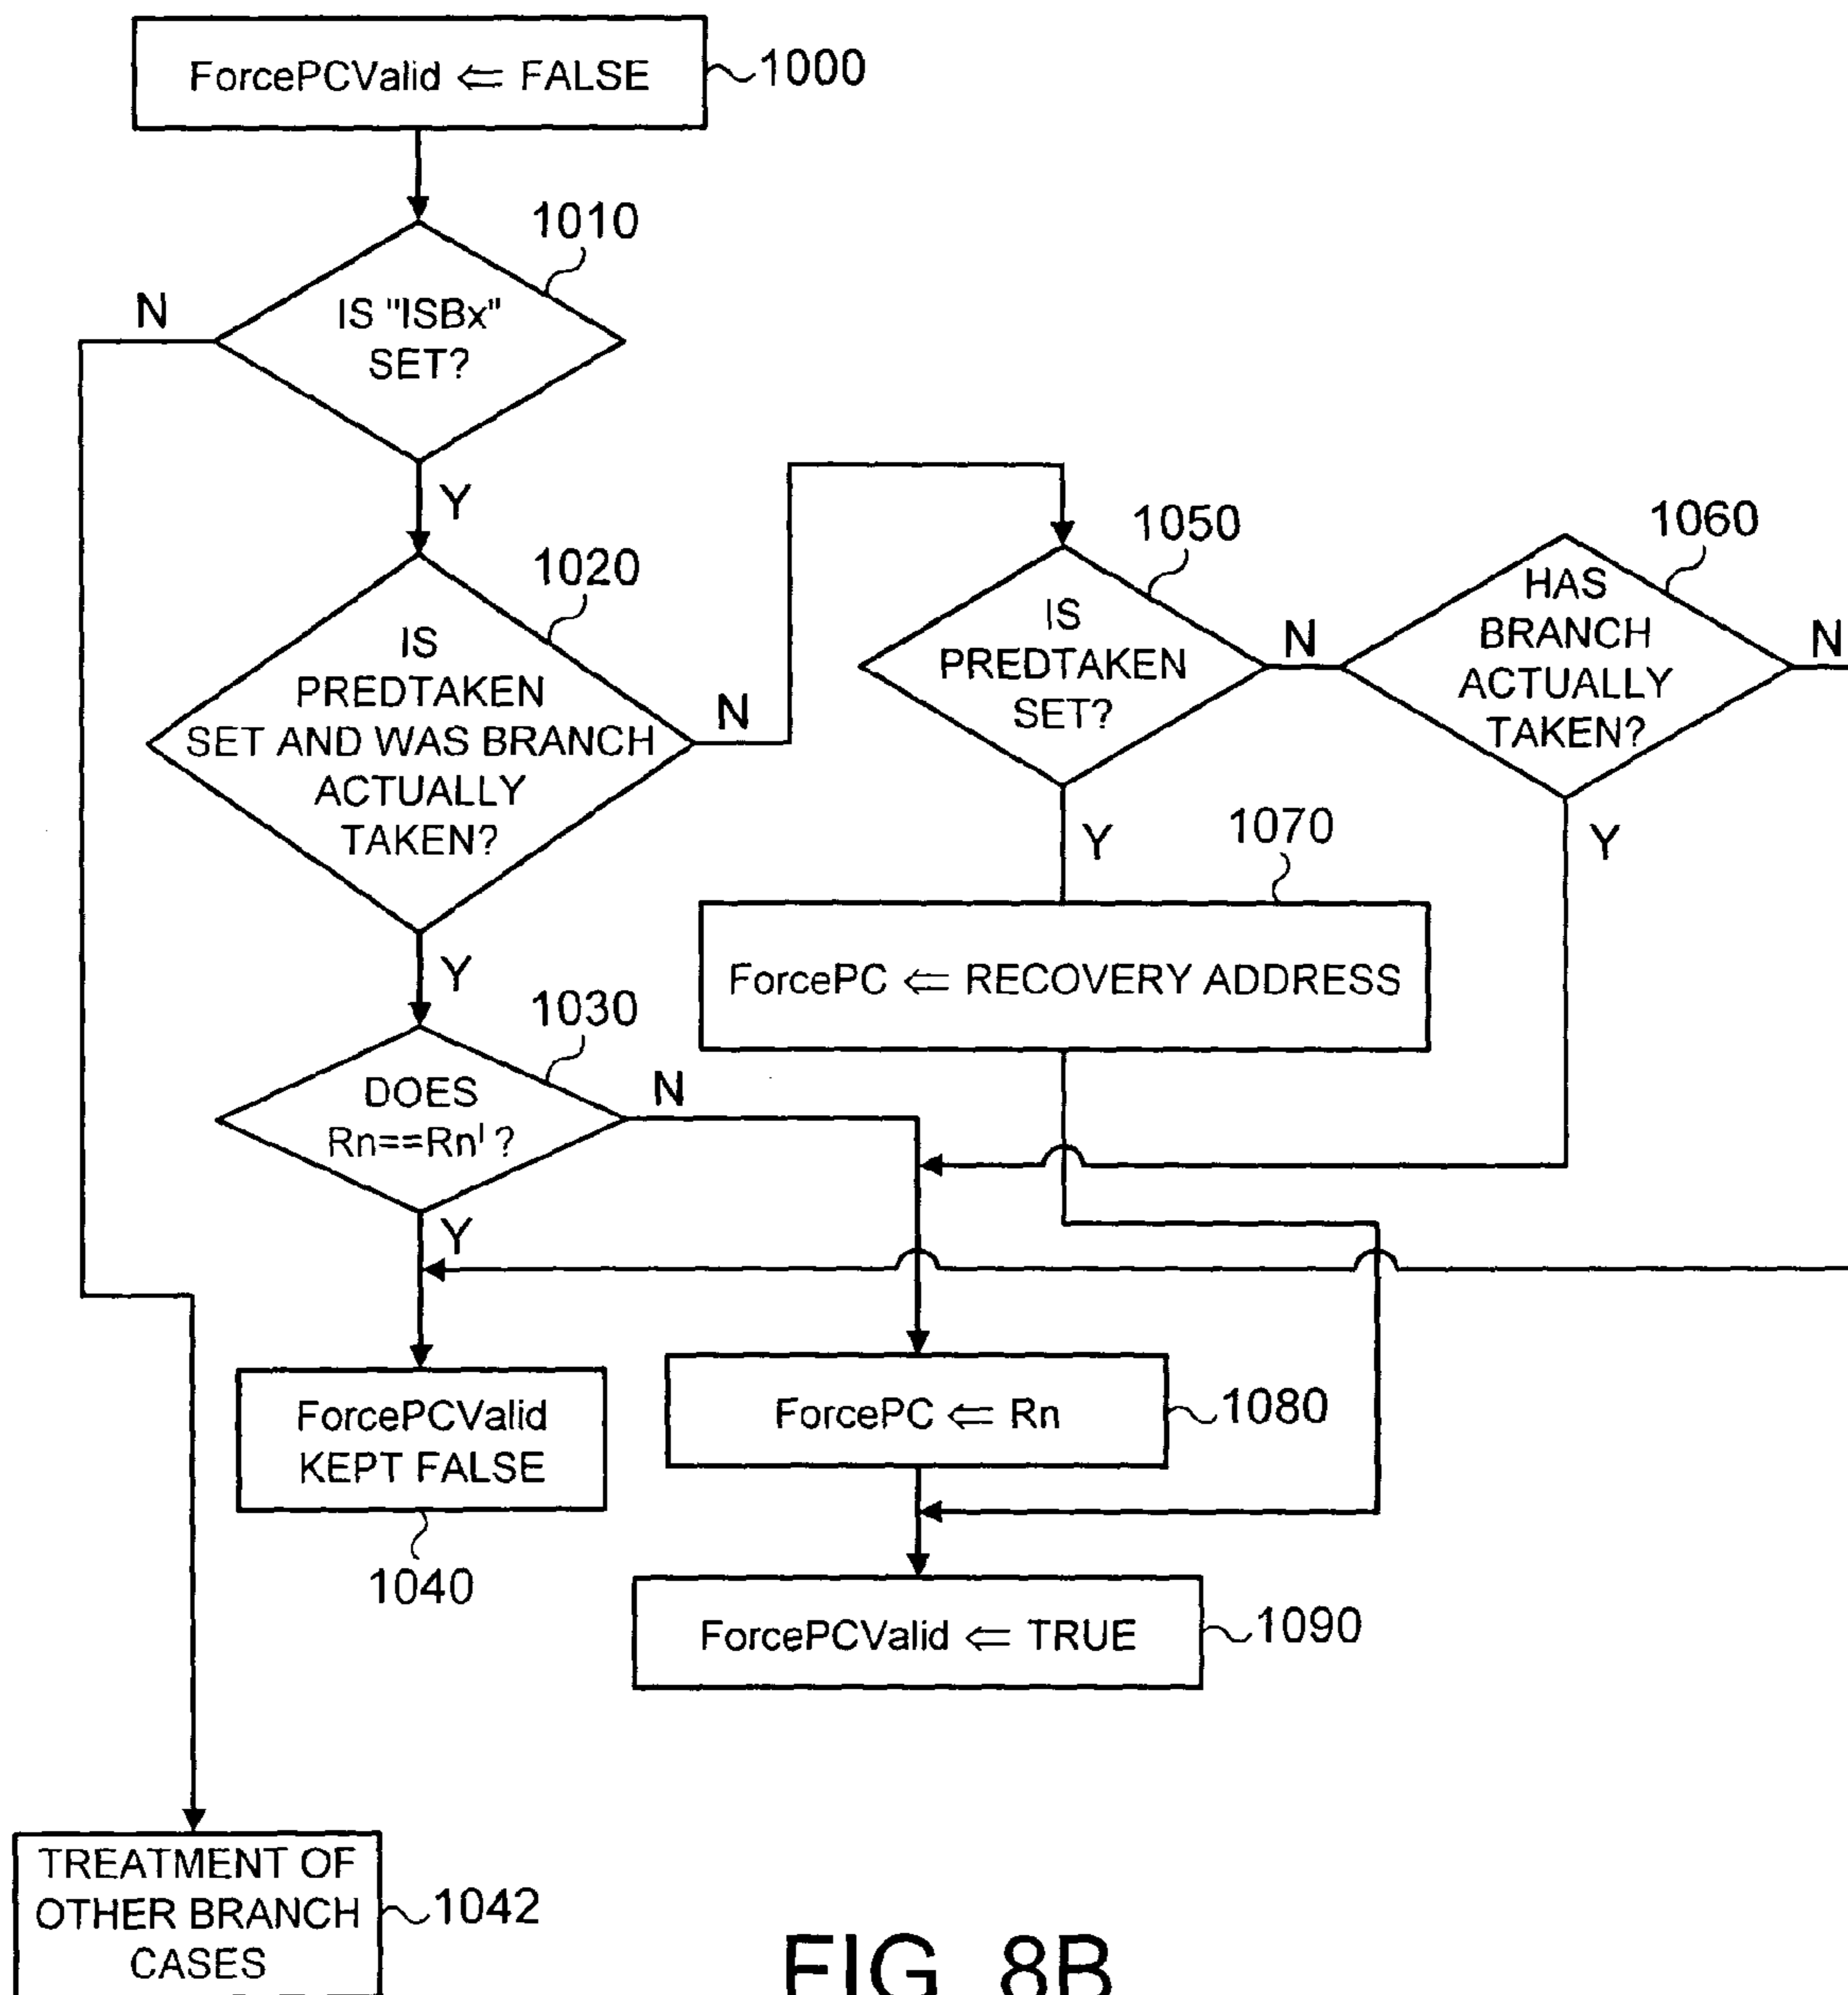 ForcePCValid ⇐ FALSE
1000
1010
N
IS "ISBx"
SET?
Y
1020
IS
PREDTAKEN
SET AND WAS BRANCH
ACTUALLY
TAKEN?
N
1050
IS
PREDTAKEN
SET?
N
1060
HAS
BRANCH
ACTUALLY
TAKEN?
N
Y
Y
Y
1070
ForcePC ⇐ RECOVERY ADDRESS
1030
DOES
Rn==Rn' ?
N
Y
ForcePCValid
KEPT FALSE
1040
ForcePC ⇐ Rn
1080
ForcePCValid ⇐ TRUE
1090
TREATMENT OF
OTHER BRANCH
CASES
1042
FIG. 8B